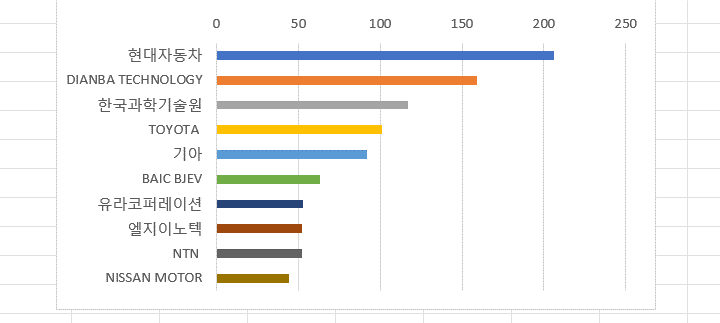 0 50 100 150 200 250
현대자동차
DIANBA TECHNOLOGY
한국과학기술원
TOYOTA
기아
BAIC BJEV
유라코퍼레이션
엘지이노텍
NTN
NISSAN MOTOR